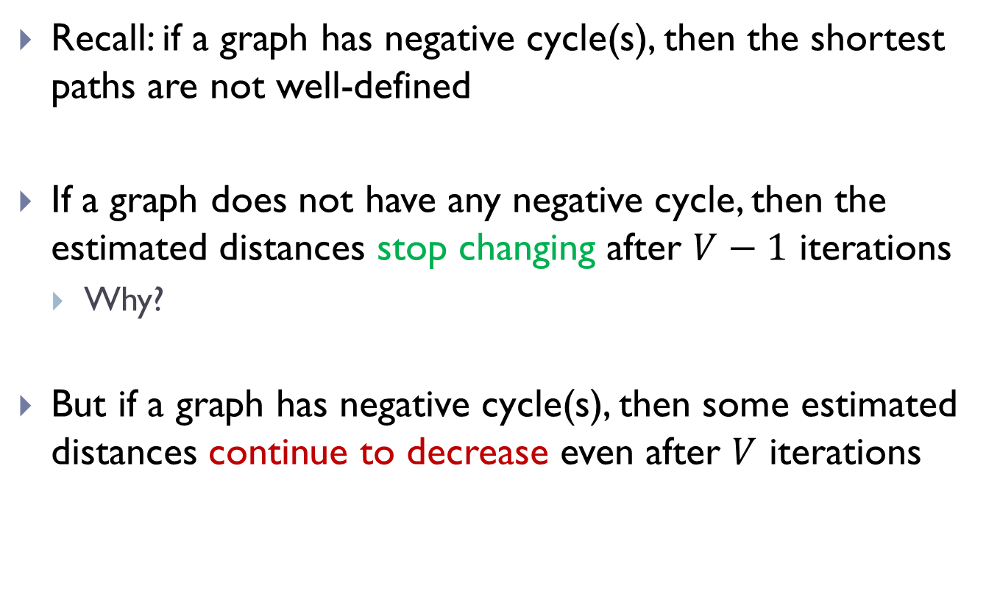 Recall: if a graph has negative cycle(s), then the shortest
paths are not well-defined
If a graph does not have any negative cycle, then the
estimated distances stop changing after V − 1 iterations
Why?
But if a graph has negative cycle(s), then some estimated
distances continue to decrease even after V iterations